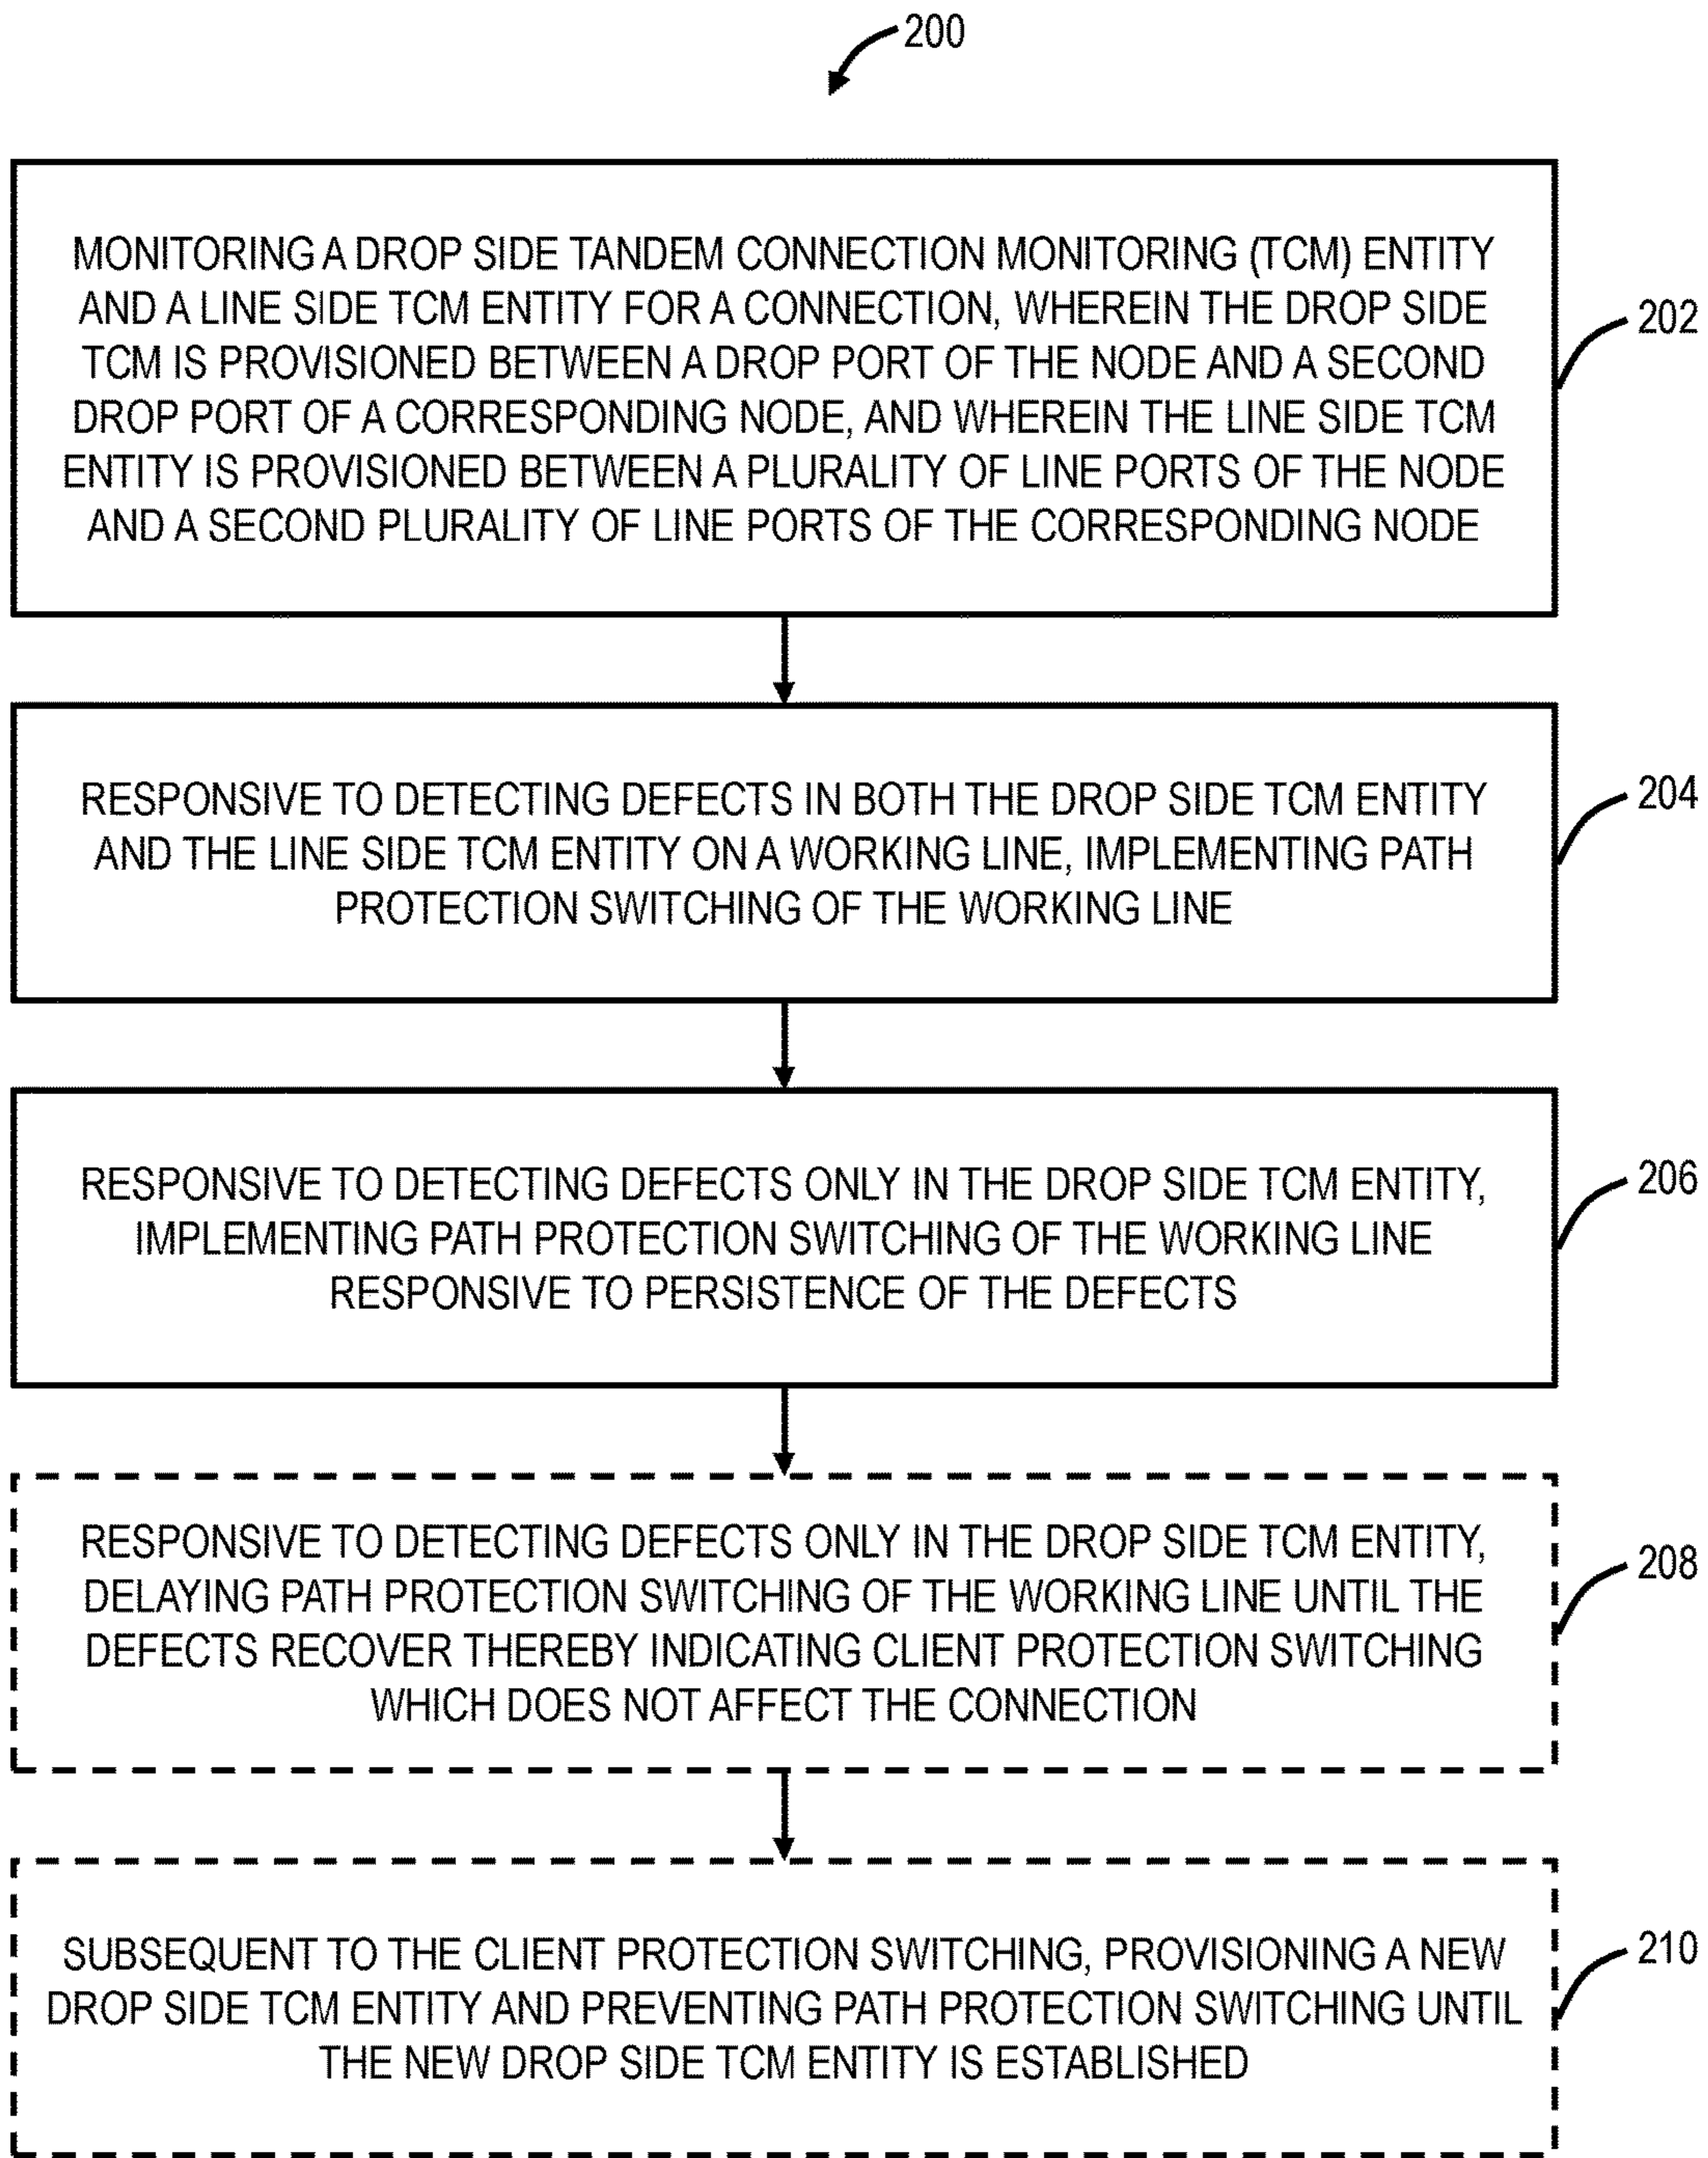 200
MONITORING A DROP SIDE TANDEM CONNECTION MONITORING (TCM) ENTITY
AND A LINE SIDE TCM ENTITY FOR A CONNECTION, WHEREIN THE DROP SIDE
TCM IS PROVISIONED BETWEEN A DROP PORT OF THE NODE AND A SECOND
DROP PORT OF A CORRESPONDING NODE, AND WHEREIN THE LINE SIDE TCM
ENTITY IS PROVISIONED BETWEEN A PLURALITY OF LINE PORTS OF THE NODE
AND A SECOND PLURALITY OF LINE PORTS OF THE CORRESPONDING NODE
202
RESPONSIVE TO DETECTING DEFECTS IN BOTH THE DROP SIDE TCM ENTITY
AND THE LINE SIDE TCM ENTITY ON A WORKING LINE, IMPLEMENTING PATH
PROTECTION SWITCHING OF THE WORKING LINE
204
RESPONSIVE TO DETECTING DEFECTS ONLY IN THE DROP SIDE TCM ENTITY,
IMPLEMENTING PATH PROTECTION SWITCHING OF THE WORKING LINE
RESPONSIVE TO PERSISTENCE OF THE DEFECTS
206
RESPONSIVE TO DETECTING DEFECTS ONLY IN THE DROP SIDE TCM ENTITY,
DELAYING PATH PROTECTION SWITCHING OF THE WORKING LINE UNTIL THE
DEFECTS RECOVER THEREBY INDICATING CLIENT PROTECTION SWITCHING
WHICH DOES NOT AFFECT THE CONNECTION
208
SUBSEQUENT TO THE CLIENT PROTECTION SWITCHING, PROVISIONING A NEW
DROP SIDE TCM ENTITY AND PREVENTING PATH PROTECTION SWITCHING UNTIL
THE NEW DROP SIDE TCM ENTITY IS ESTABLISHED
210